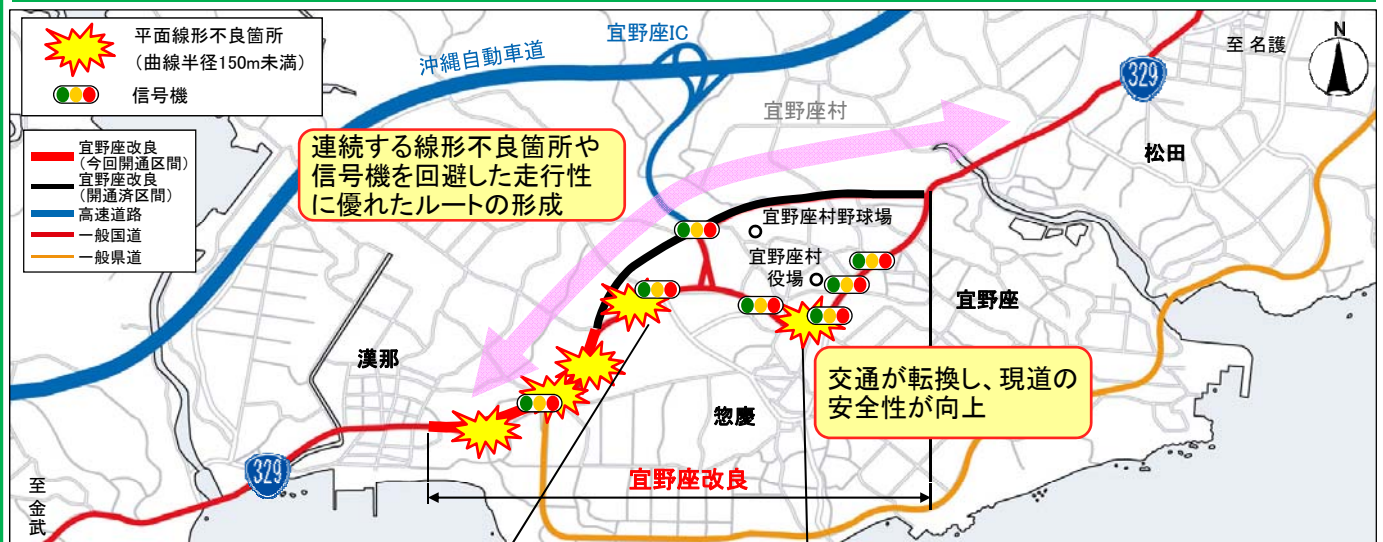 平面線形不良箇所
(曲線半径150m未満)
信号機
宜野座改良
(今回開通区間)
宜野座改良
(開通済区間)
高速道路
一般国道
一般県道
沖縄自動車道
宜野座IC
宜野座村
至 名護
N
329
松田
連続する線形不良箇所や
信号機を回避した走行性
に優れたルートの形成
宜野座村野球場
宜野座村
役場
宜野座
漢那
惣慶
交通が転換し、現道の
安全性が向上
宜野座改良
329
至金武